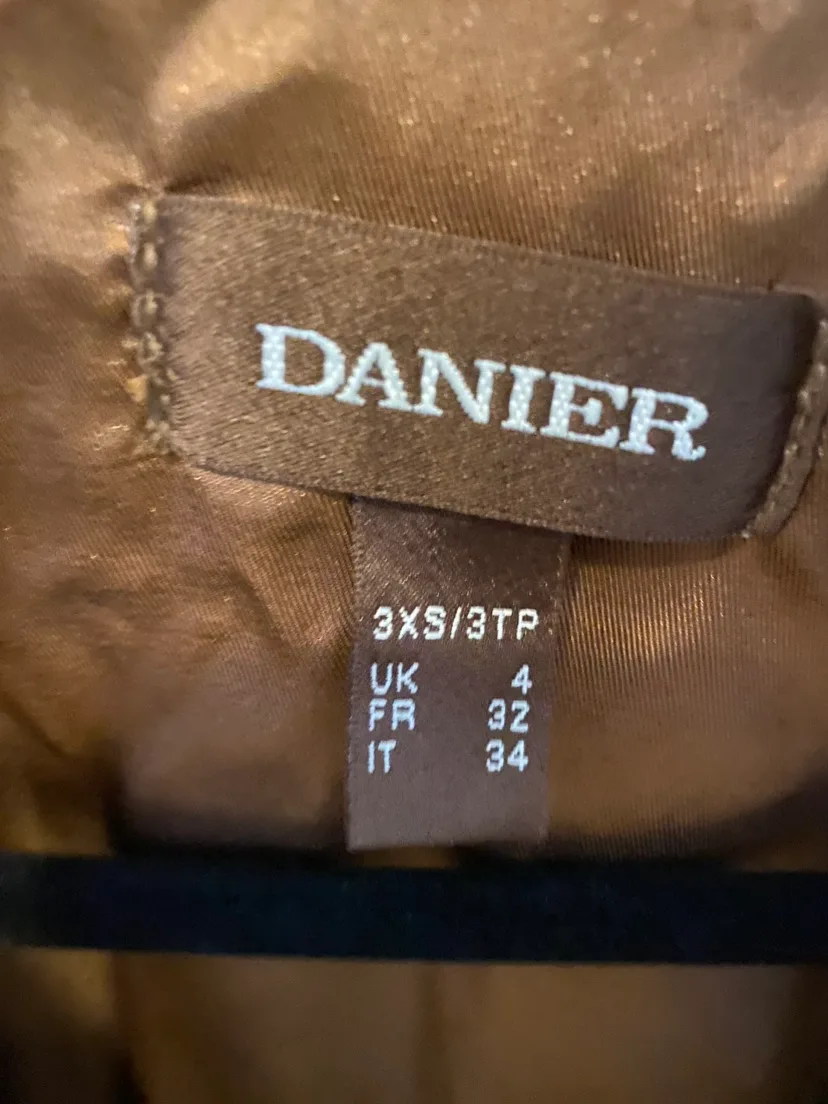 DANIER
3XS/3TP
UK 4
FR 32
IT 34